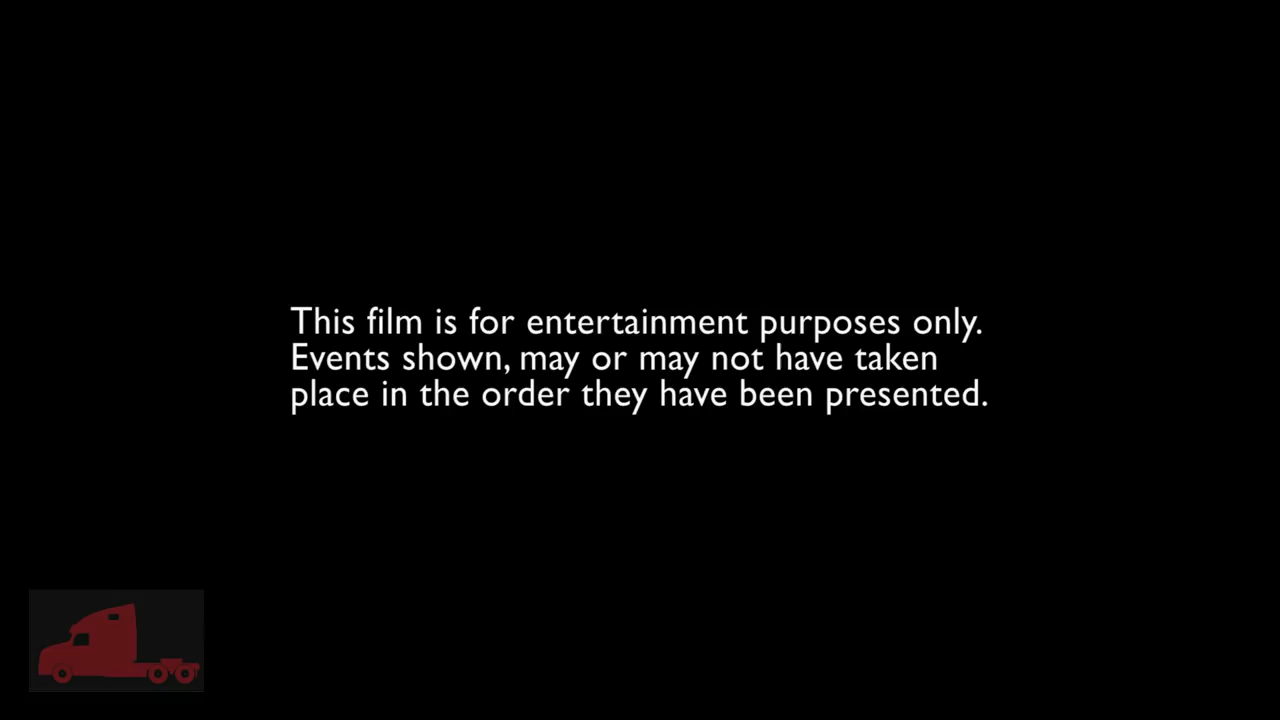 This film is for entertainment purposes only.
Events shown, may or may not have taken
place in the order they have been presented.